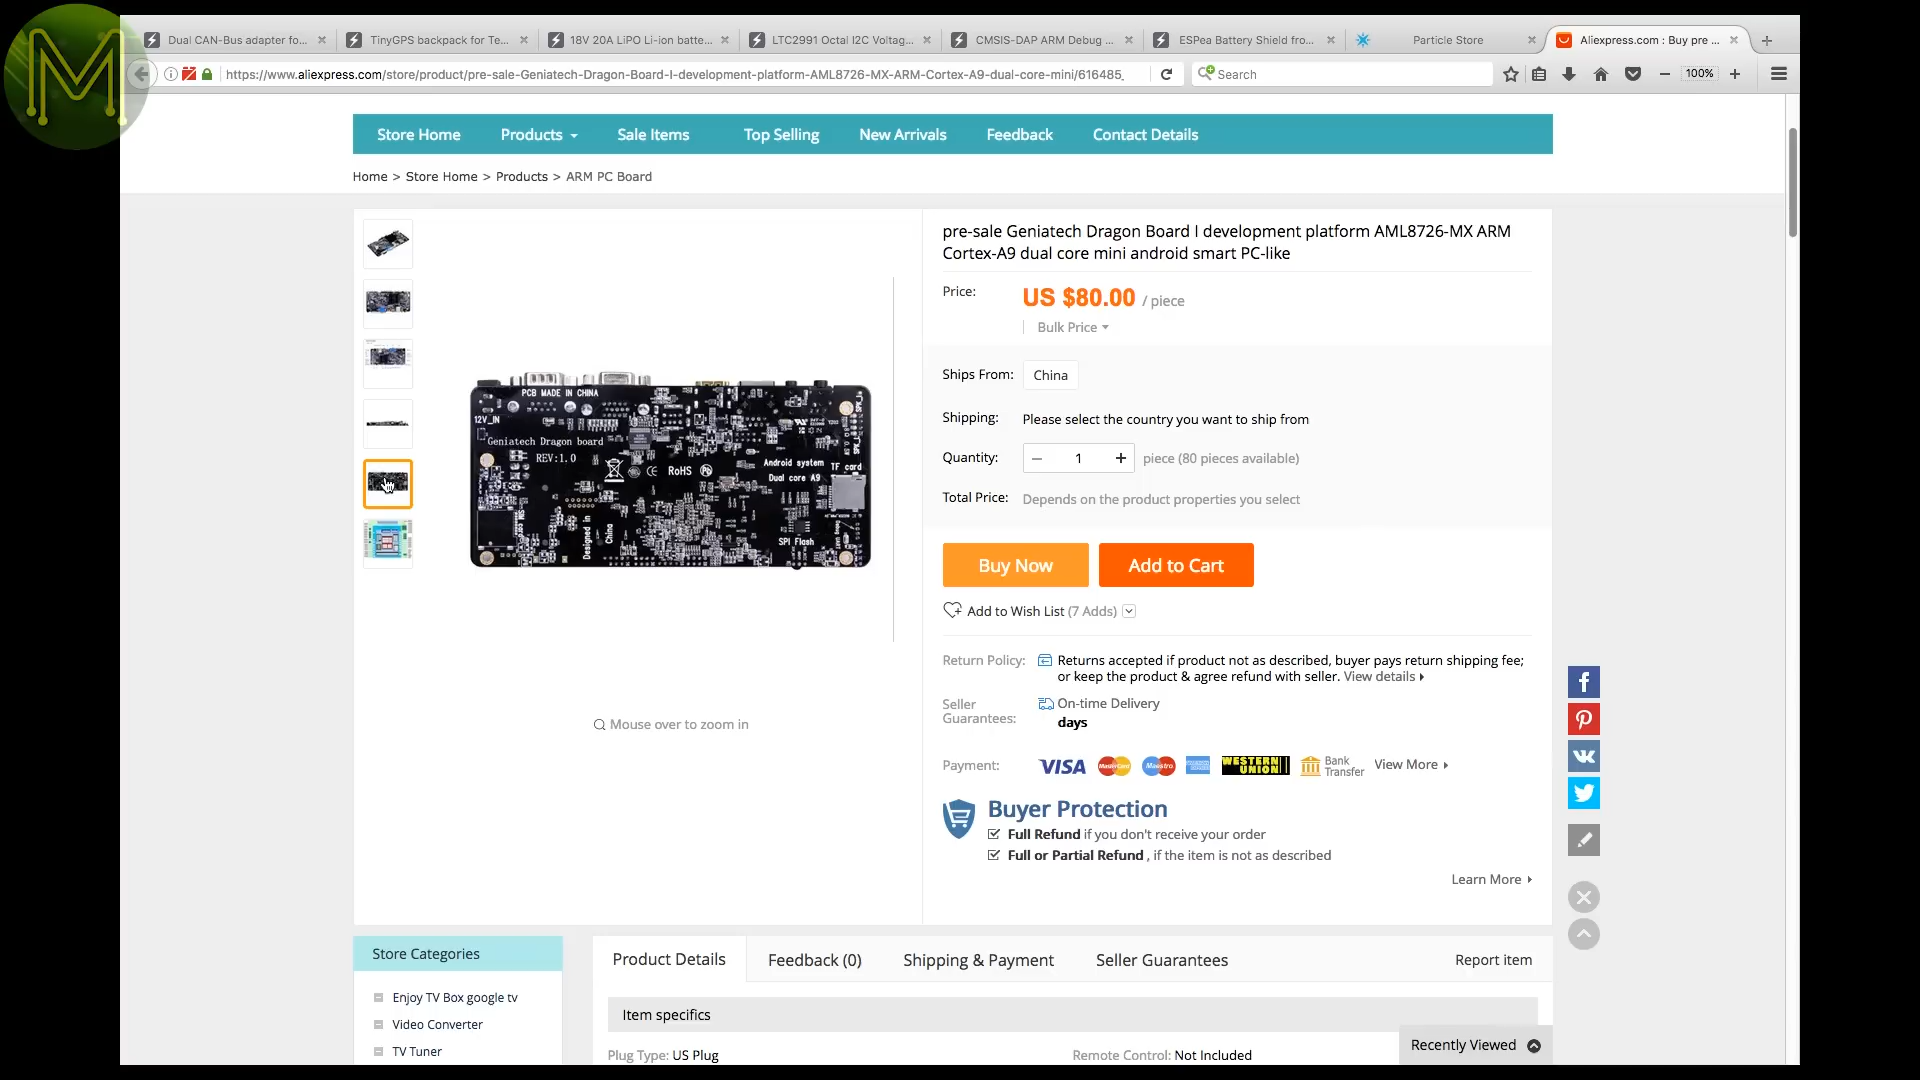 M
Dual CAN-Bus adapter fo...
TinyGPS backpack for Te...
18V 20A LiPO Li-ion batte...
LTC2991 Octal I2C Voltag...
CMSIS-DAP ARM Debug ...
ESPea Battery Shield fro...
Particle Store
Aliexpress.com : Buy pre ...
https://www.aliexpress.com/store/product/pre-sale-Geniatech-Dragon-Board-I-development-platform-AML8726-MX-ARM-Cortex-A9-dual-core-mini/616485_
Search
100%
Store Home
Products
Sale Items
Top Selling
New Arrivals
Feedback
Contact Details
Home > Store Home > Products > ARM PC Board
pre-sale Geniatech Dragon Board I development platform AML8726-MX ARM
Cortex-A9 dual core mini android smart PC-like
Price:
US $80.00 / piece
Bulk Price
Ships From:
China
Shipping:
Please select the country you want to ship from
Quantity:
1
piece (80 pieces available)
Total Price:
Depends on the product properties you select
Buy Now
Add to Cart
Add to Wish List (7 Adds)
PCB MADE IN CHINA
12V_IN
Geniatech Dragon board
REV:1.0
RoHS
Android system
Dual core A9
TF card
Designed in
China
SPI Flash
Mouse over to zoom in
Return Policy:
Returns accepted if product not as described, buyer pays return shipping fee;
or keep the product & agree refund with seller. View details
Seller
Guarantees:
On-time Delivery
days
Payment:
VISA
MasterCard
Maestro
WESTERN
UNION
Bank
Transfer
View More
Buyer Protection
Full Refund if you don't receive your order
Full or Partial Refund , if the item is not as described
Learn More
Store Categories
Enjoy TV Box google tv
Video Converter
TV Tuner
Product Details
Feedback (0)
Shipping & Payment
Seller Guarantees
Report item
Item specifics
Plug Type: US Plug
Remote Control: Not Included
Recently Viewed